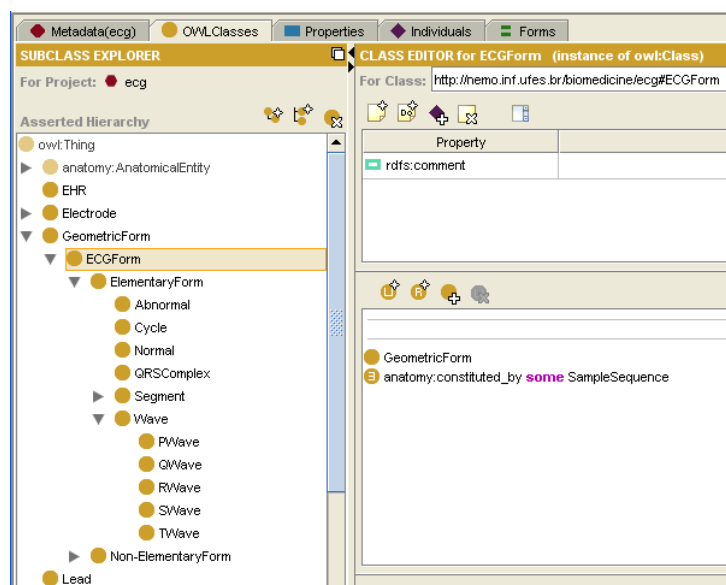 Metadata(ecg) OWLClasses Properties Individuals Forms
SUBCLASS EXPLORER
For Project: ecg
Asserted Hierarchy
owl:Thing
anatomy:AnatomicalEntity
EHR
Electrode
GeometricForm
ECGForm
ElementaryForm
Abnormal
Cycle
Normal
QRSComplex
Segment
Wave
PWave
QWave
RWave
SWave
TWave
Non-ElementaryForm
Lead
CLASS EDITOR for ECGForm (instance of owl:Class)
For Class: http://nemo.inf.ufes.br/biomedicine/ecg#ECGForm
Property
rdfs:comment
GeometricForm
anatomy:constituted_by some SampleSequence